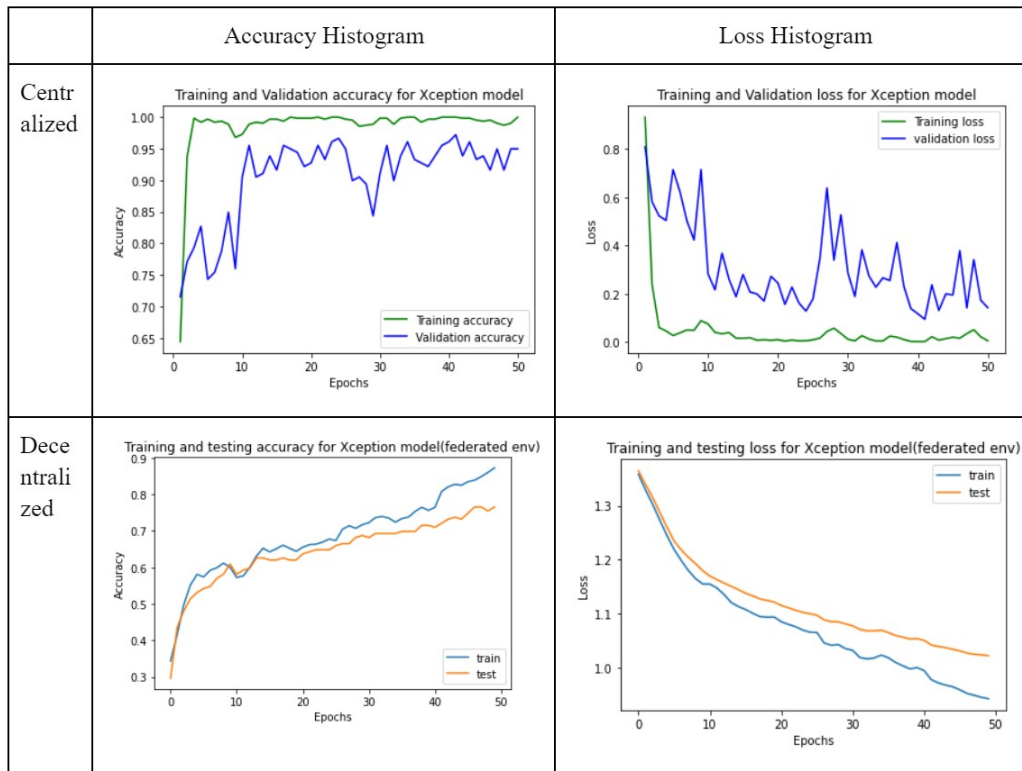 Accuracy Histogram
Loss Histogram
Centr
alized
Training and Validation accuracy for Xception model
1.00
0.95
0.90
0.85
0.80
0.75
0.70
0.65
Accuracy
Training accuracy
Validation accuracy
0
10
20
30
40
50
Epochs
Training and Validation loss for Xception model
Training loss
validation loss
0.8
0.6
0.4
0.2
0.0
Loss
0
10
20
30
40
50
Epochs
Dece
ntrali
zed
Training and testing accuracy for Xception model(federated env)
0.9
0.8
0.7
0.6
0.5
0.4
0.3
Accuracy
train
test
0
10
20
30
40
50
Epochs
Training and testing loss for Xception model(federated env)
train
test
1.3
1.2
1.1
1.0
Loss
0
10
20
30
40
50
Epochs